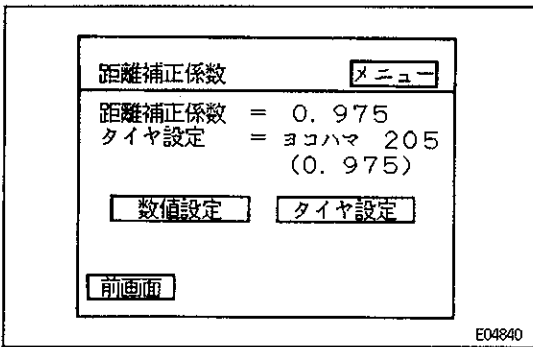 距離補正係数 メニュー
距離補正係数 = 0.975
タイヤ設定 = ヨコハマ 205
(0.975)
数値設定 タイヤ設定
前画面
E04840